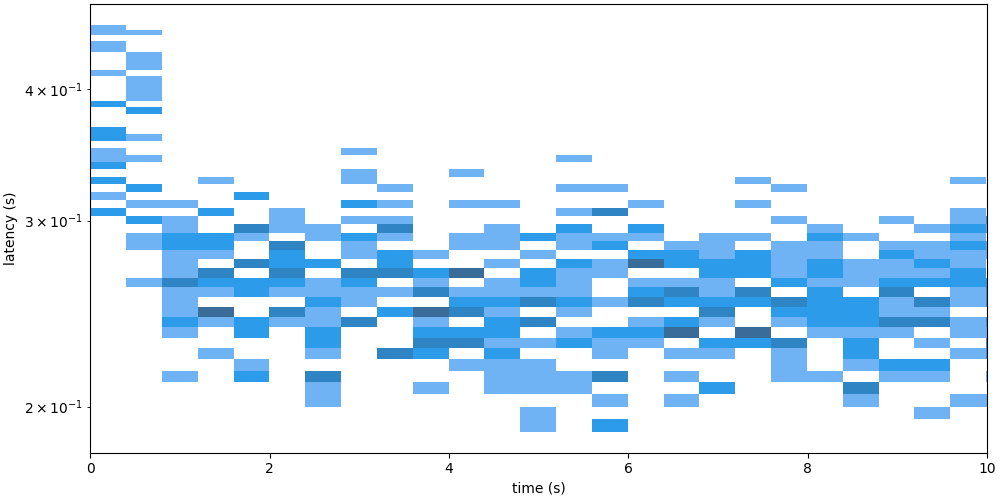 4 × 10⁻¹
3 × 10⁻¹
2 × 10⁻¹
latency (s)
0 2 4 6 8 10
time (s)